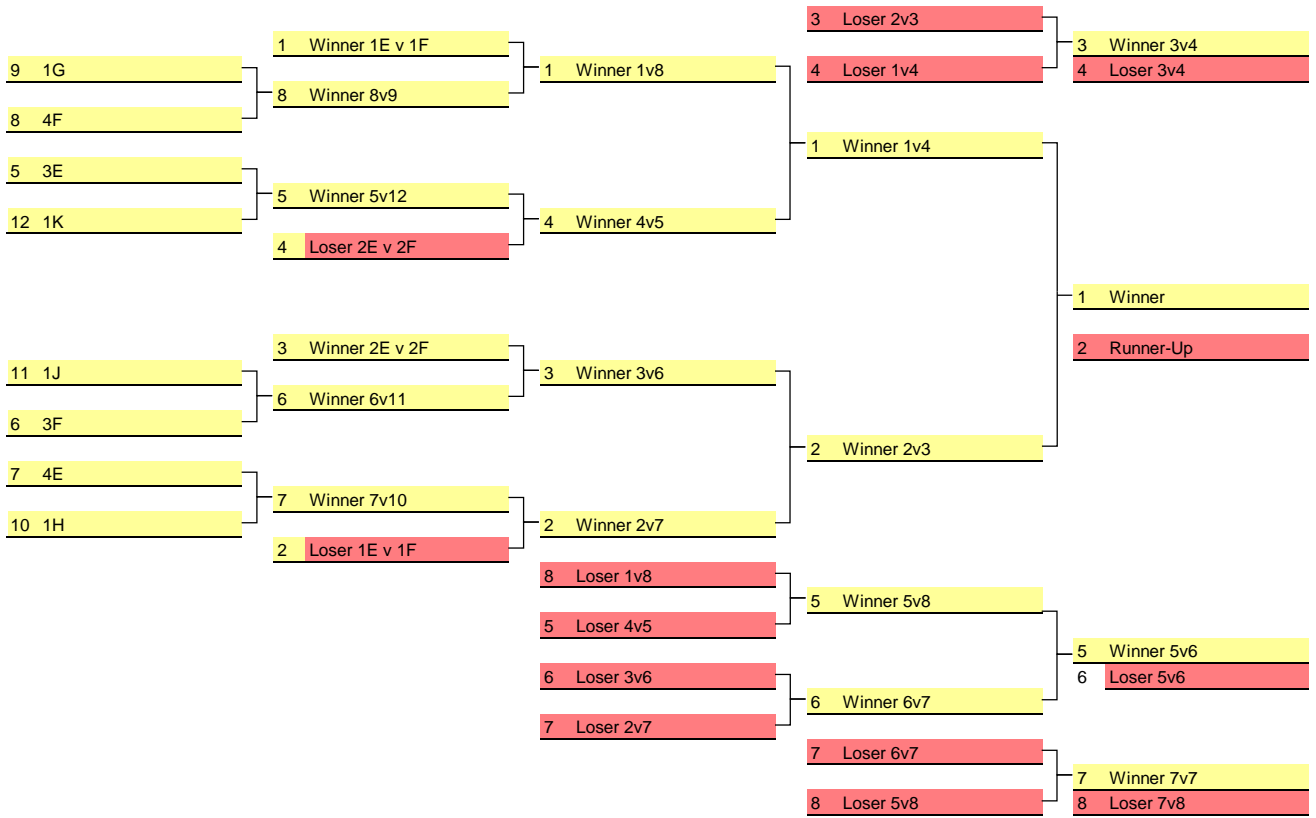 3 Loser 2v3
1 Winner 1E v 1F
3 Winner 3v4
9 1G
1 Winner 1v8
4 Loser 1v4
4 Loser 3v4
8 Winner 8v9
8 4F
1 Winner 1v4
5 3E
5 Winner 5v12
12 1K
4 Winner 4v5
4 Loser 2E v 2F
1 Winner
3 Winner 2E v 2F
2 Runner-Up
11 1J
3 Winner 3v6
6 Winner 6v11
6 3F
2 Winner 2v3
7 4E
7 Winner 7v10
10 1H
2 Winner 2v7
2 Loser 1E v 1F
8 Loser 1v8
5 Winner 5v8
5 Loser 4v5
5 Winner 5v6
6 Loser 3v6
6 Loser 5v6
6 Winner 6v7
7 Loser 2v7
7 Loser 6v7
7 Winner 7v7
8 Loser 5v8
8 Loser 7v8